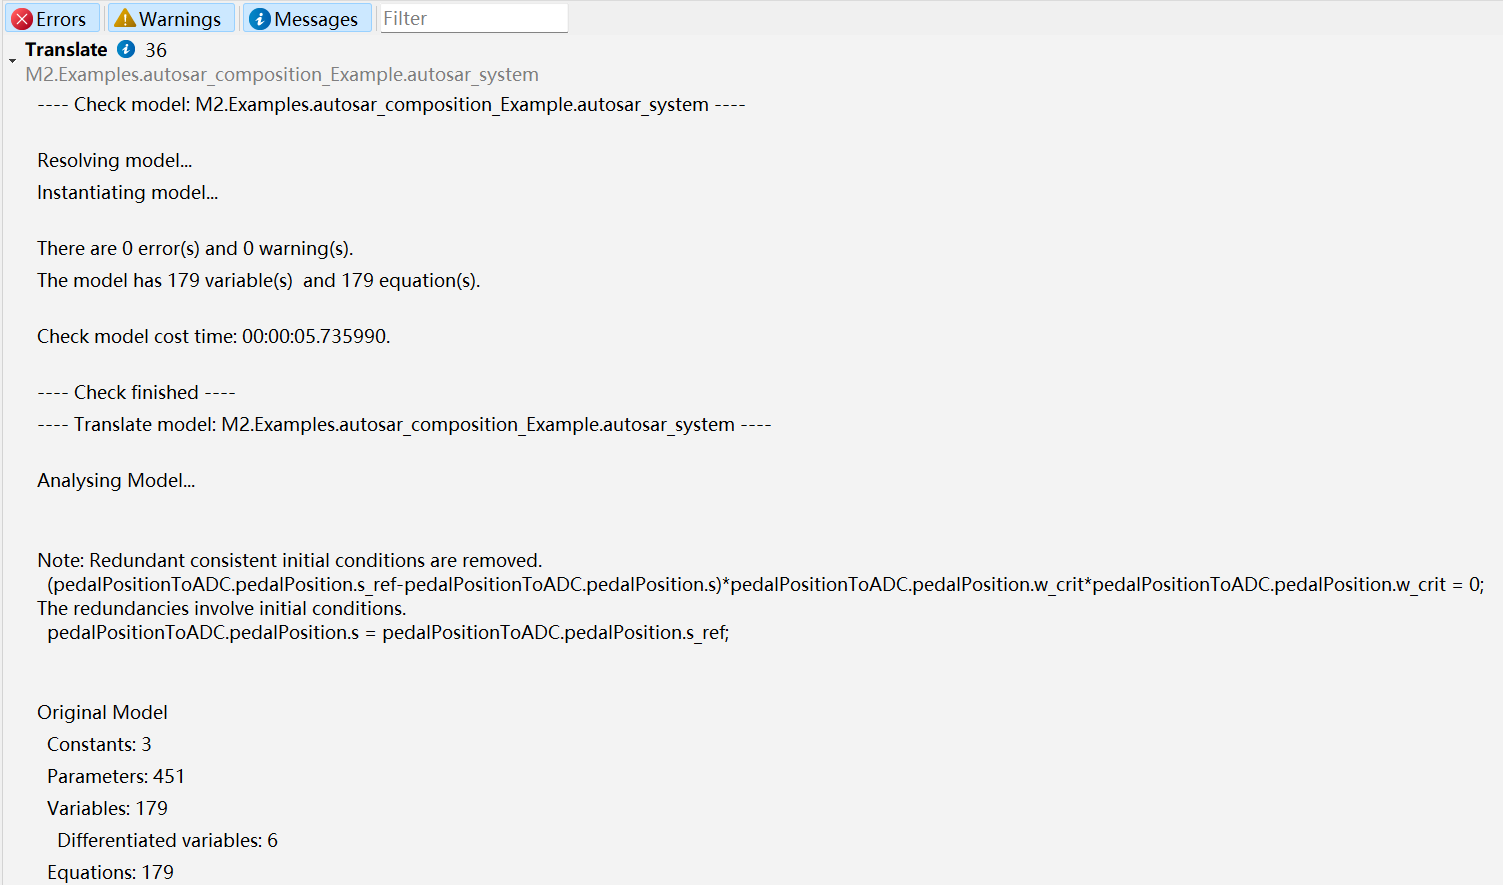 Errors Warnings Messages Filter
Translate 36
M2.Examples.autosar_composition_Example.autosar_system
---- Check model: M2.Examples.autosar_composition_Example.autosar_system ----
Resolving model...
Instantiating model...
There are 0 error(s) and 0 warning(s).
The model has 179 variable(s)  and 179 equation(s).
Check model cost time: 00:00:05.735990.
---- Check finished ----
---- Translate model: M2.Examples.autosar_composition_Example.autosar_system ----
Analysing Model...
Note: Redundant consistent initial conditions are removed.
(pedalPositionToADC.pedalPosition.s_ref-pedalPositionToADC.pedalPosition.s)*pedalPositionToADC.pedalPosition.w_crit*pedalPositionToADC.pedalPosition.w_crit = 0;
The redundancies involve initial conditions.
pedalPositionToADC.pedalPosition.s = pedalPositionToADC.pedalPosition.s_ref;
Original Model
Constants: 3
Parameters: 451
Variables: 179
Differentiated variables: 6
Equations: 179